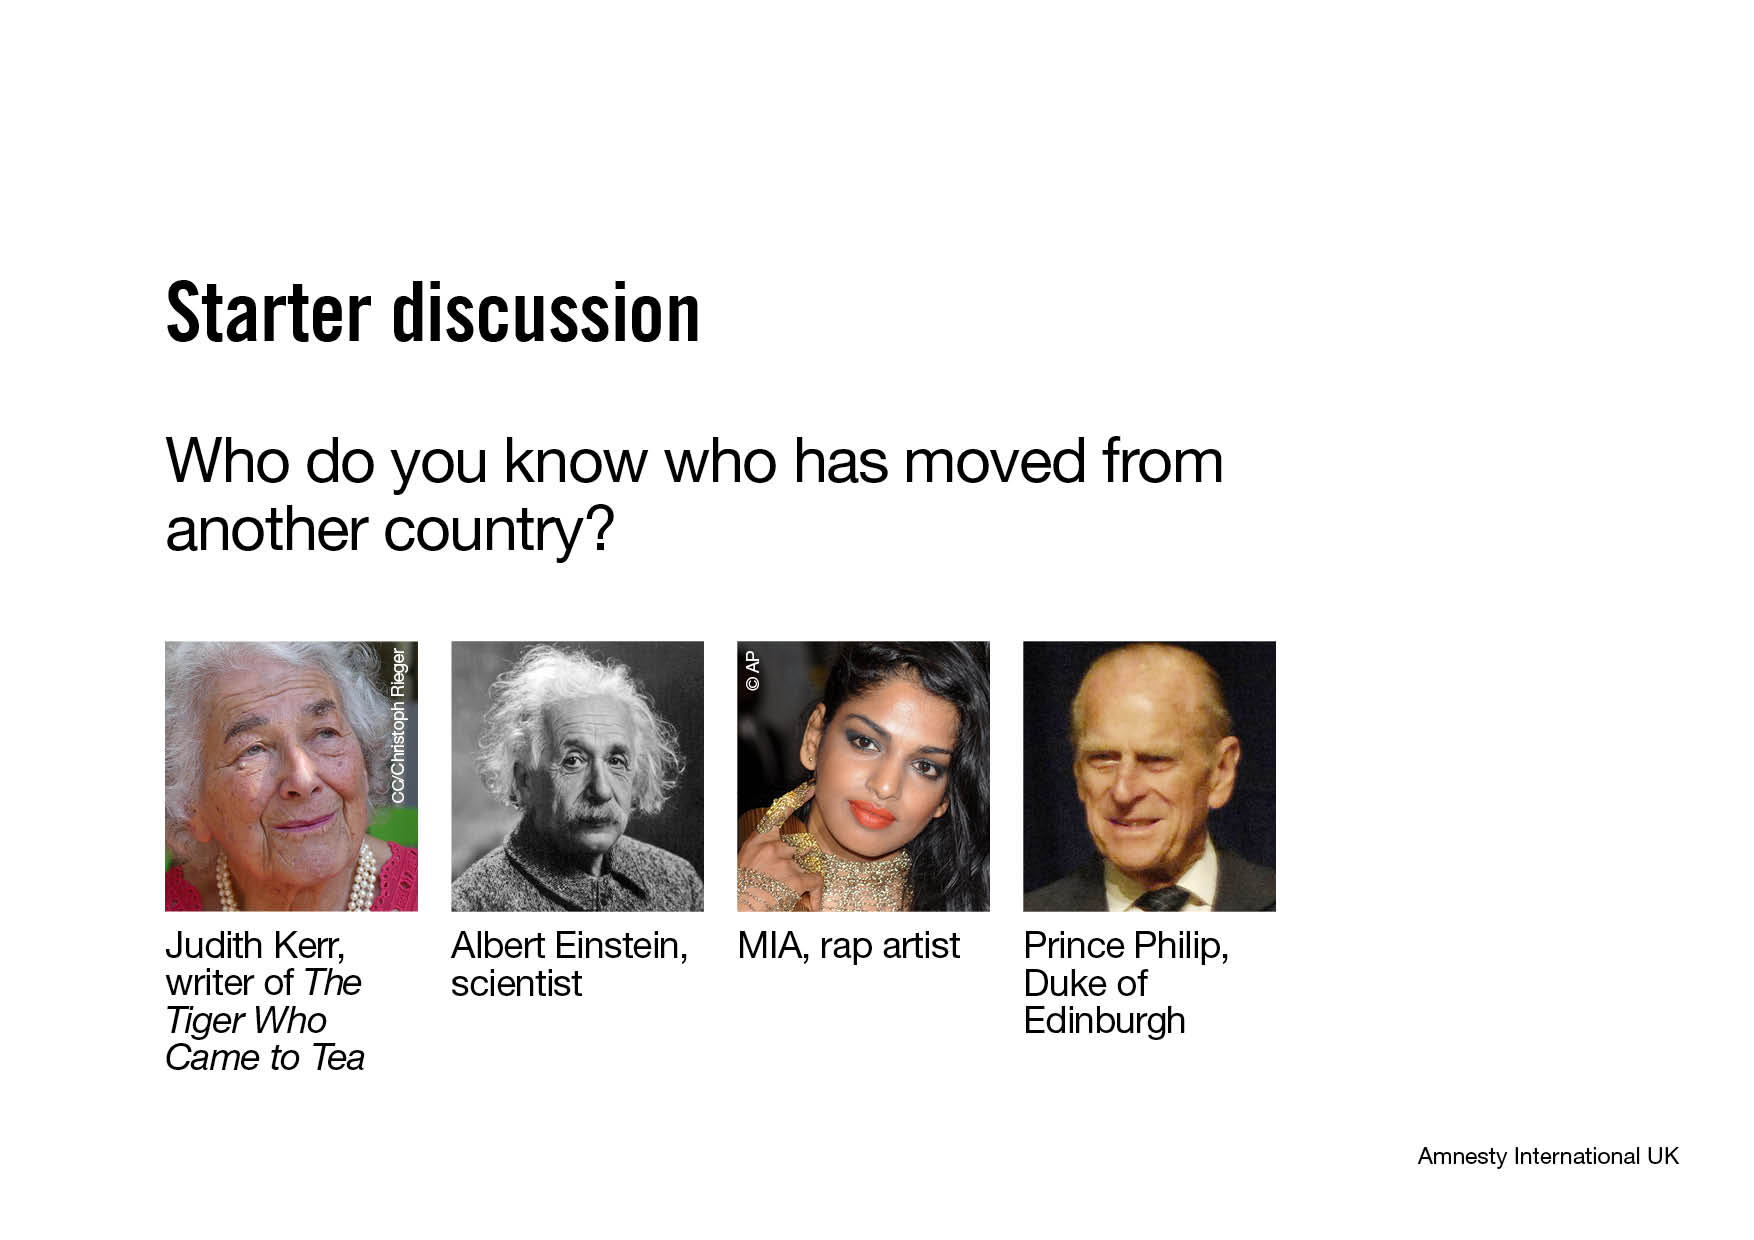 Starter discussion
Who do you know who has moved from
another country?
CC/Christoph Rieger
© AP
Judith Kerr,
writer of The
Tiger Who
Came to Tea
Albert Einstein,
scientist
MIA, rap artist
Prince Philip,
Duke of
Edinburgh
Amnesty International UK